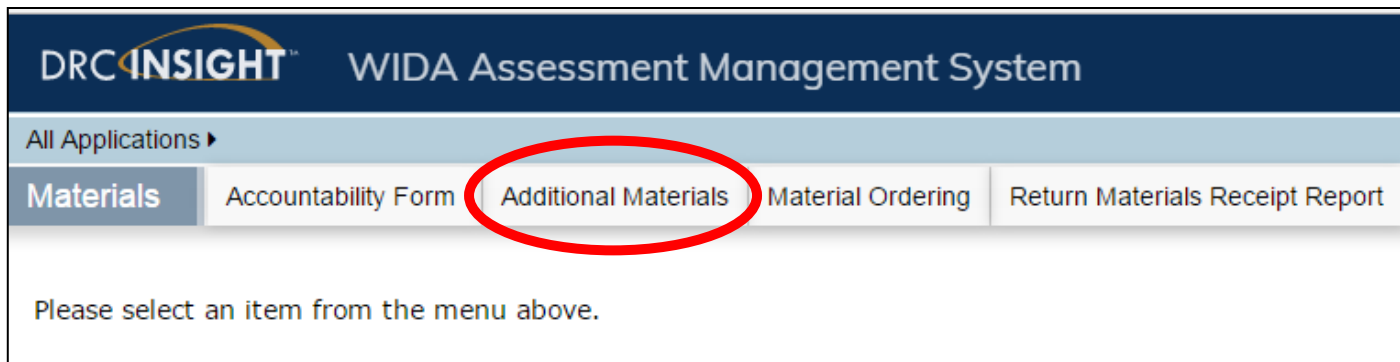 DRC INSIGHT℠ WIDA Assessment Management System
All Applications
Materials Accountability Form Additional Materials Material Ordering Return Materials Receipt Report
Please select an item from the menu above.